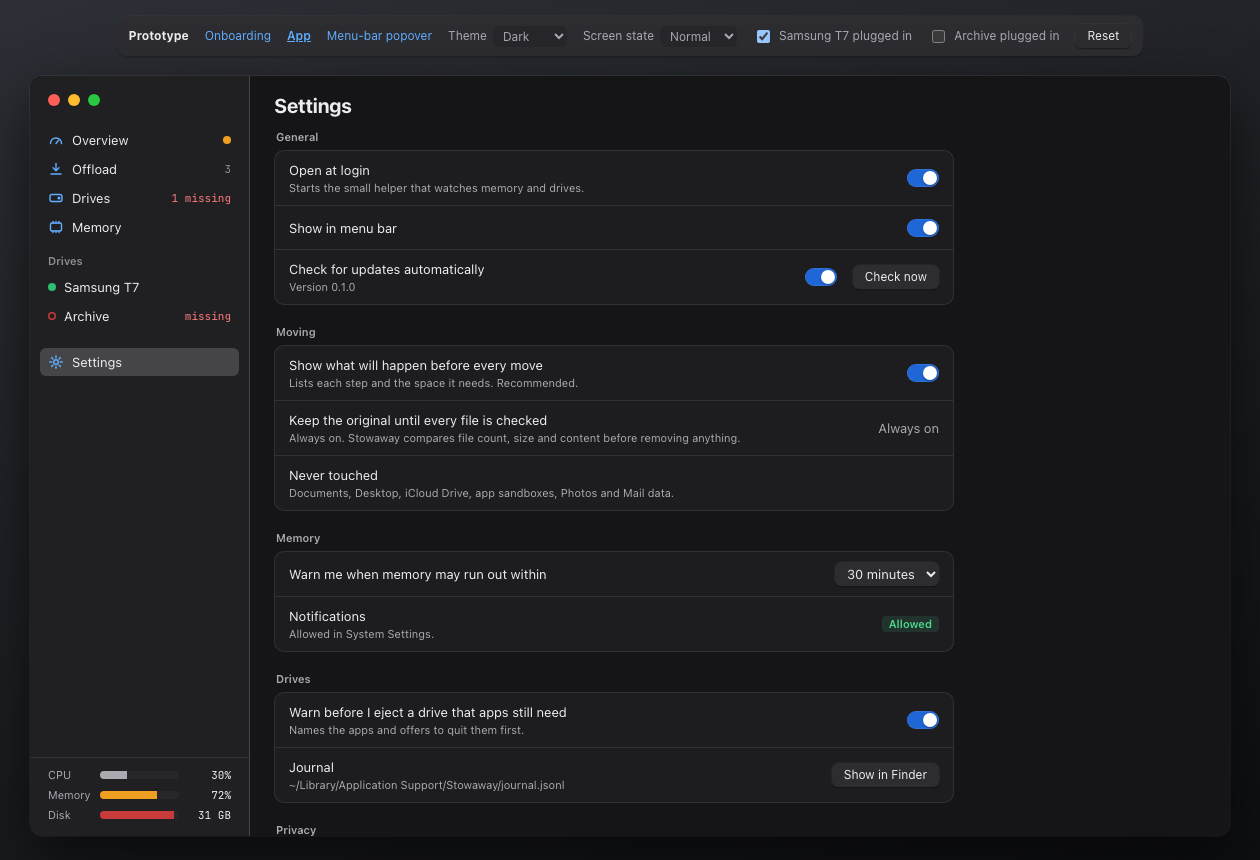 Prototype Onboarding App Menu-bar popover Theme Dark Screen state Normal Samsung T7 plugged in Archive plugged in Reset
Overview
Offload 3
Drives 1 missing
Memory
Drives
Samsung T7
Archive missing
Settings
CPU 30%
Memory 72%
Disk 31 GB
Settings
General
Open at login
Starts the small helper that watches memory and drives.
Show in menu bar
Check for updates automatically
Version 0.1.0
Check now
Moving
Show what will happen before every move
Lists each step and the space it needs. Recommended.
Keep the original until every file is checked
Always on. Stowaway compares file count, size and content before removing anything.
Always on
Never touched
Documents, Desktop, iCloud Drive, app sandboxes, Photos and Mail data.
Memory
Warn me when memory may run out within
30 minutes
Notifications
Allowed in System Settings.
Allowed
Drives
Warn before I eject a drive that apps still need
Names the apps and offers to quit them first.
Journal
~/Library/Application Support/Stowaway/journal.jsonl
Show in Finder
Privacy